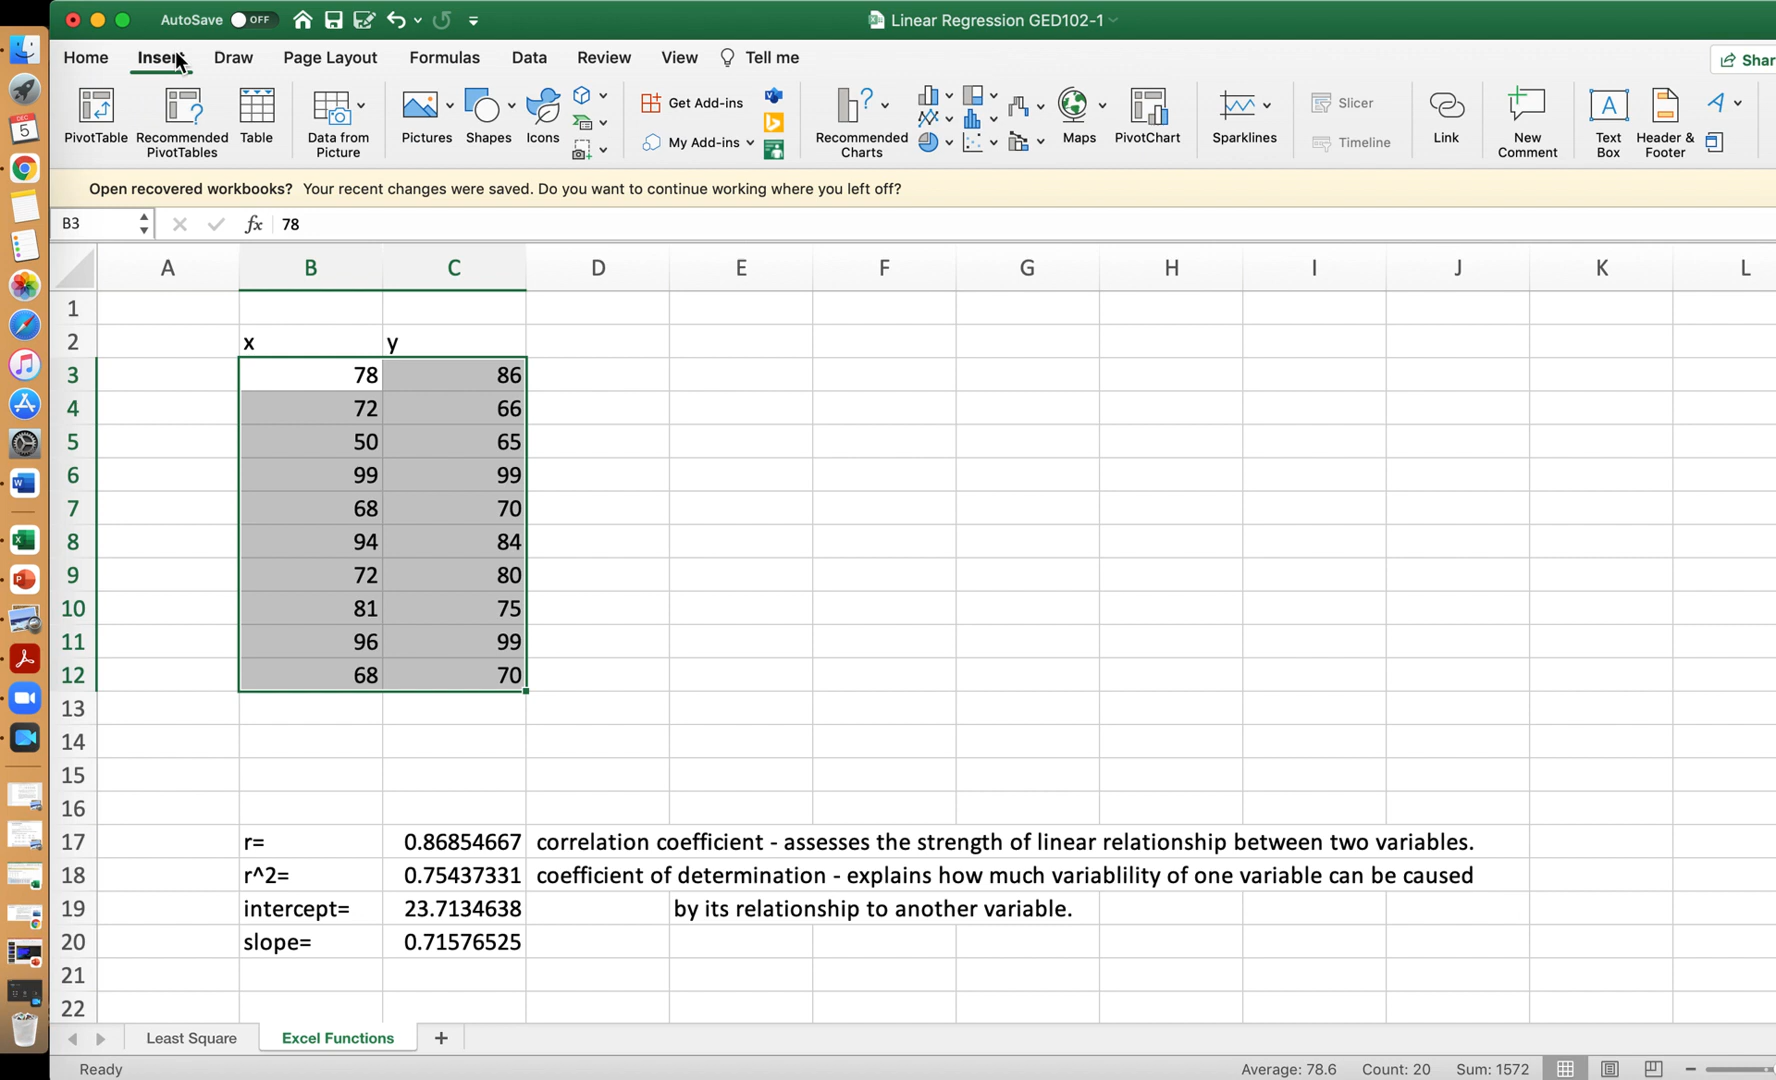 AutoSave OFF Linear Regression GED102-1
Home Insert Draw Page Layout Formulas Data Review View Tell me
PivotTable Recommended PivotTables Table Data from Picture Pictures Shapes Icons Get Add-ins My Add-ins Recommended Charts Maps PivotChart Sparklines Slicer Timeline Link New Comment Text Box Header & Footer
Open recovered workbooks? Your recent changes were saved. Do you want to continue working where you left off?
B3 fx 78
A B C D E F G H I J K L
1
2 x y
3 78 86
4 72 66
5 50 65
6 99 99
7 68 70
8 94 84
9 72 80
10 81 75
11 96 99
12 68 70
13
14
15
16
17 r= 0.86854667 correlation coefficient - assesses the strength of linear relationship between two variables.
18 r^2= 0.75437331 coefficient of determination - explains how much variablility of one variable can be caused
19 intercept= 23.7134638 by its relationship to another variable.
20 slope= 0.71576525
21
22
Least Square Excel Functions +
Ready Average: 78.6 Count: 20 Sum: 1572